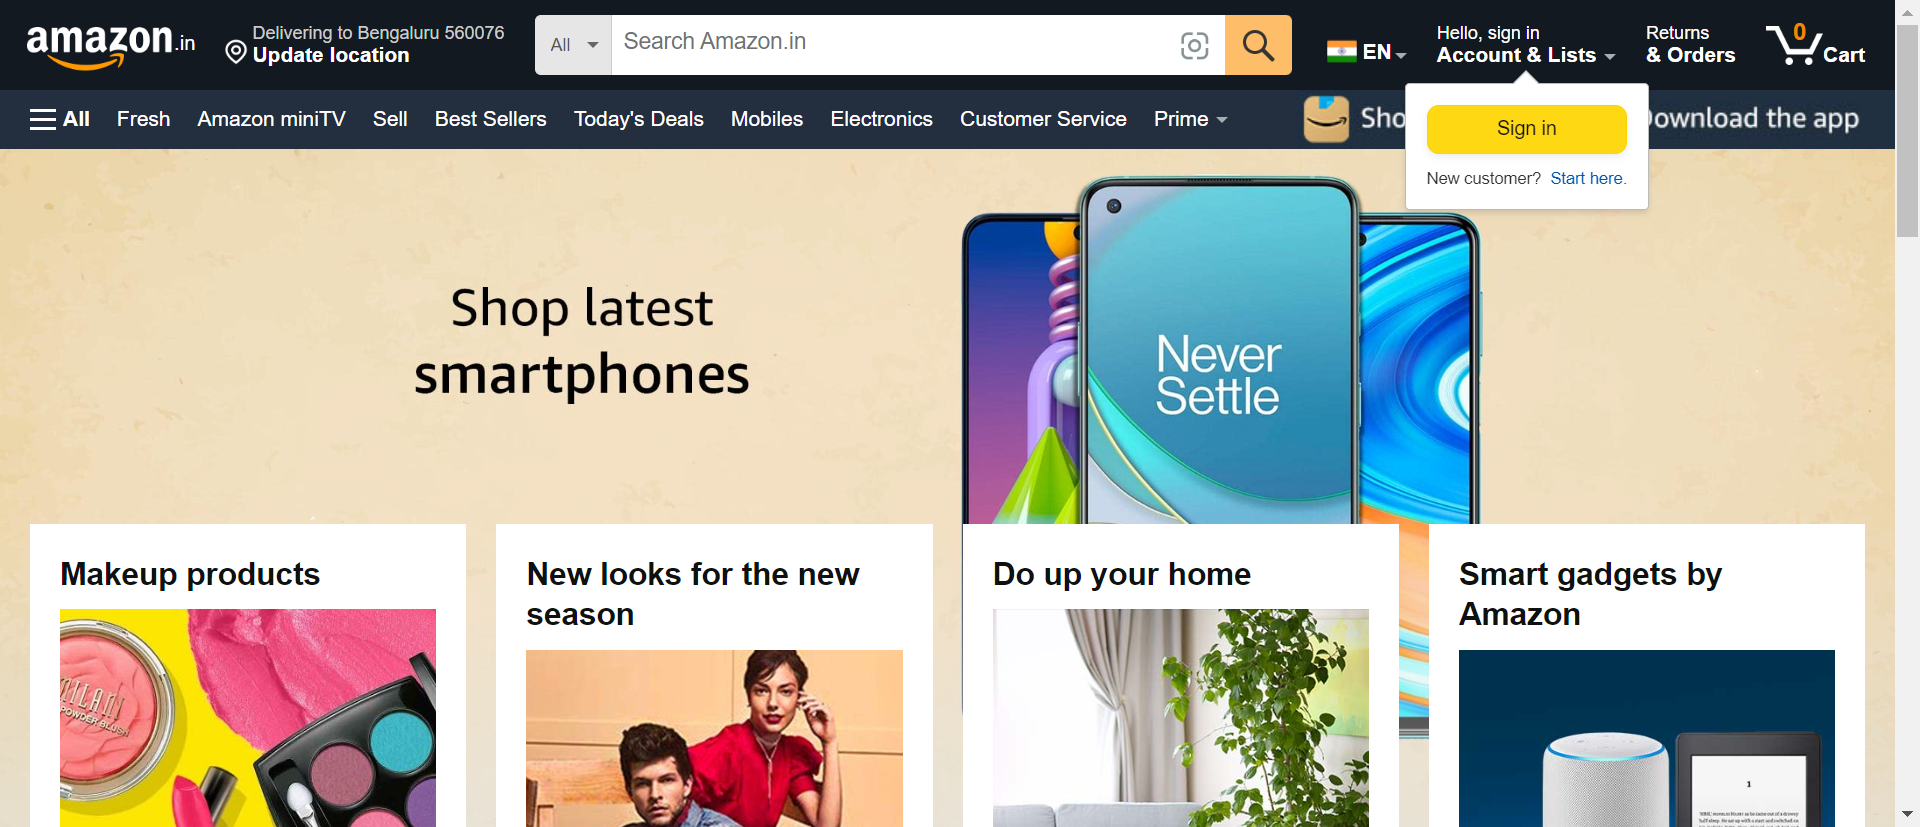 amazon.in
Delivering to Bengaluru 560076
Update location
All
Search Amazon.in
EN
Hello, sign in
Account & Lists
Returns
& Orders
0
Cart
All
Fresh
Amazon miniTV
Sell
Best Sellers
Today's Deals
Mobiles
Electronics
Customer Service
Prime
Sho
ownload the app
Sign in
New customer? Start here.
Shop latest
smartphones
Never
Settle
Makeup products
New looks for the new
season
Do up your home
Smart gadgets by
Amazon
MILANI
POWDER BLUSH
1